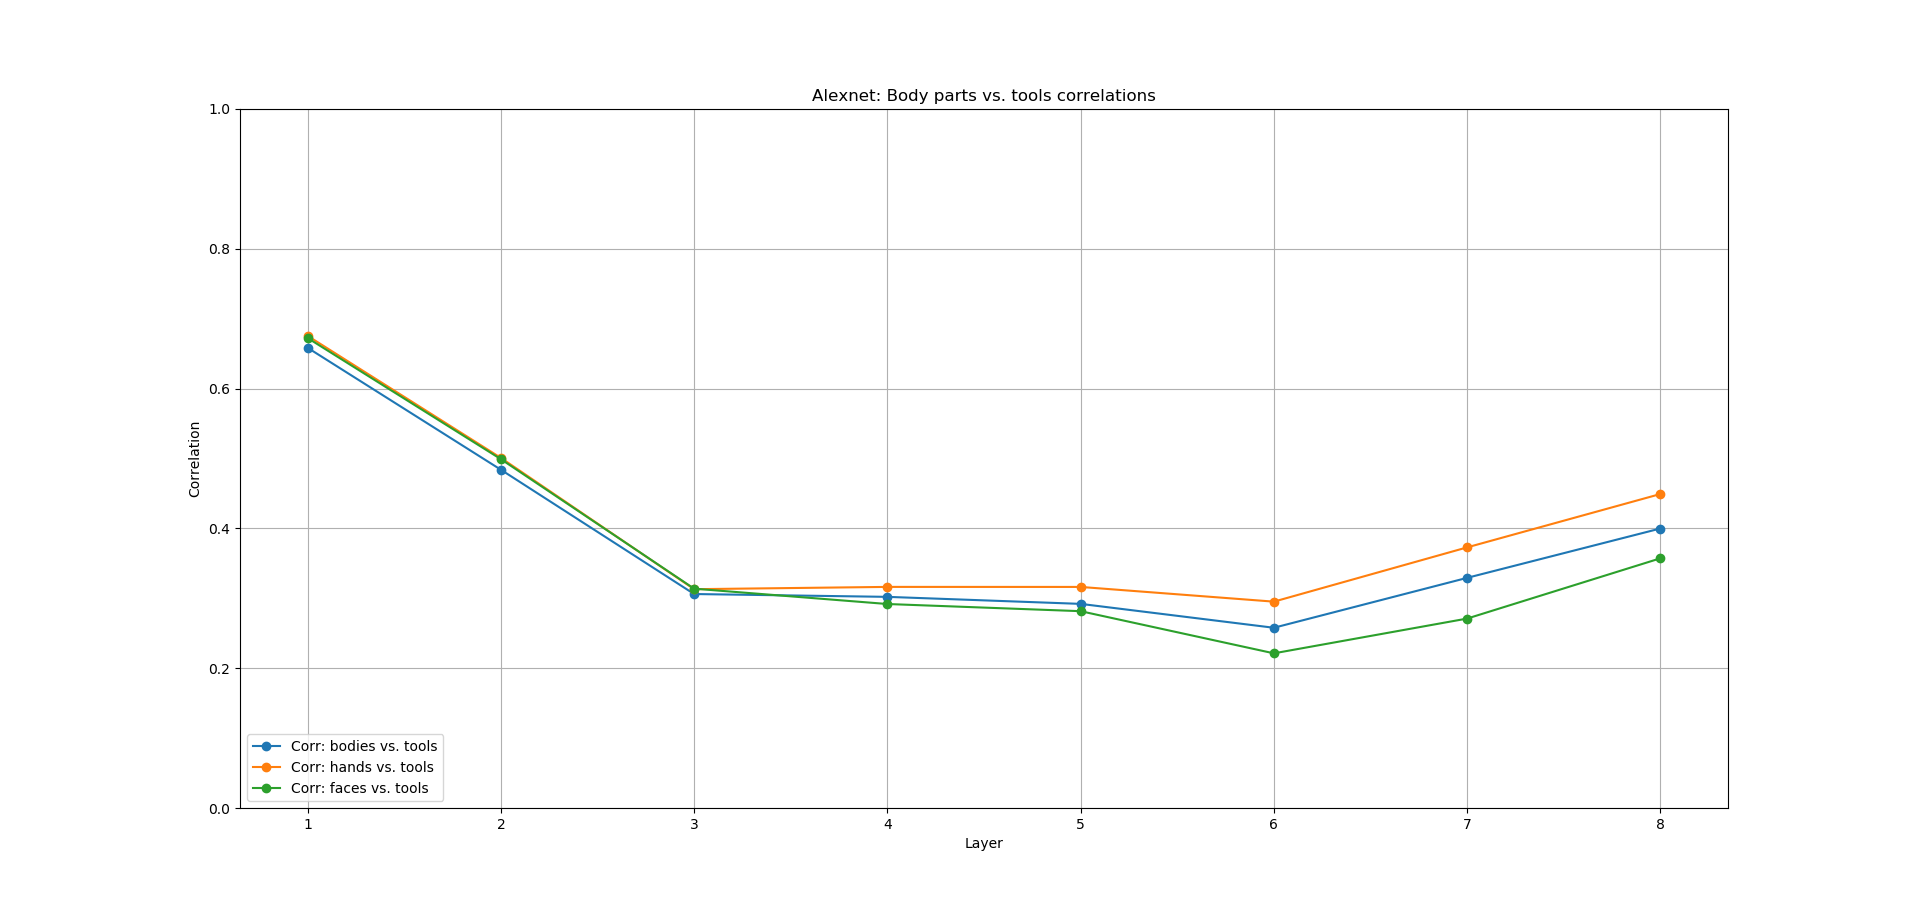 Alexnet: Body parts vs. tools correlations
1.0
0.8
0.6
0.4
0.2
0.0
Correlation
Corr: bodies vs. tools
Corr: hands vs. tools
Corr: faces vs. tools
1 2 3 4 5 6 7 8
Layer